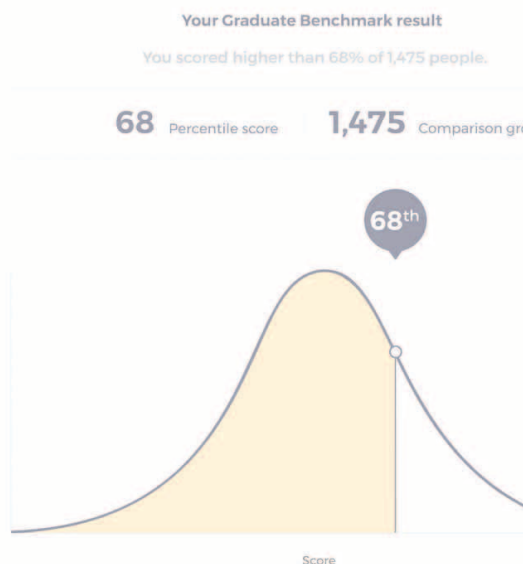 Your Graduate Benchmark result
You scored higher than 68% of 1,475 people.
68 Percentile score 1,475 Comparison gro
68th
Score